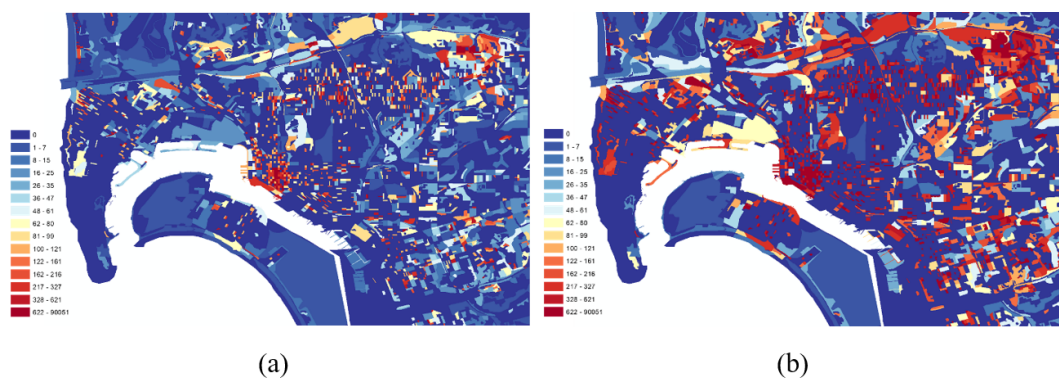 0
1 - 7
8 - 15
16 - 25
26 - 35
36 - 47
48 - 61
62 - 80
81 - 99
100 - 121
122 - 161
162 - 216
217 - 327
328 - 621
622 - 90051
(a)
0
1 - 7
8 - 15
16 - 25
26 - 35
36 - 47
48 - 61
62 - 80
81 - 99
100 - 121
122 - 161
162 - 216
217 - 327
328 - 621
622 - 90051
(b)